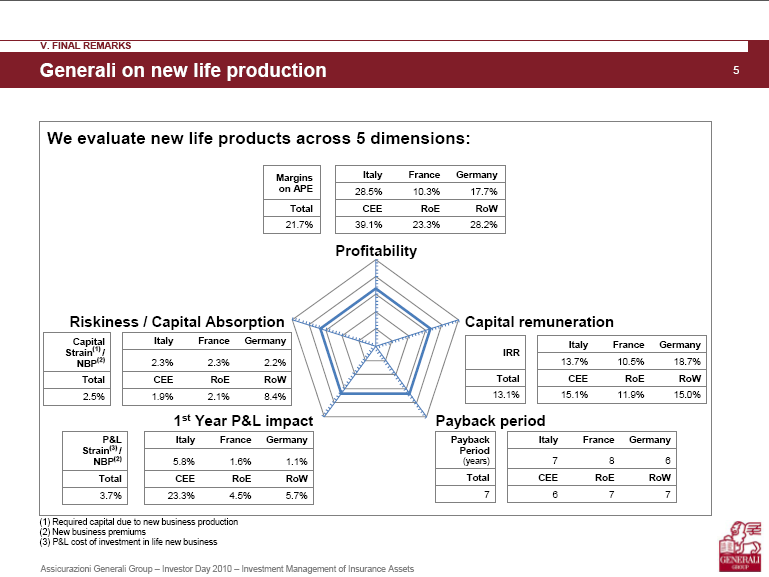 V. FINAL REMARKS
Generali on new life production
5
We evaluate new life products across 5 dimensions:
Margins on APE
Italy France Germany
28.5% 10.3% 17.7%
Total CEE RoE RoW
21.7% 39.1% 23.3% 28.2%
Profitability
Riskiness / Capital Absorption
Capital Strain(1) / NBP(2)
Italy France Germany
2.3% 2.3% 2.2%
Total CEE RoE RoW
2.5% 1.9% 2.1% 8.4%
Capital remuneration
IRR
Italy France Germany
13.7% 10.5% 18.7%
Total CEE RoE RoW
13.1% 15.1% 11.9% 15.0%
1st Year P&L impact
P&L Strain(3) / NBP(2)
Italy France Germany
5.8% 1.6% 1.1%
Total CEE RoE RoW
3.7% 23.3% 4.5% 5.7%
Payback period
Payback Period (years)
Italy France Germany
7 8 6
Total CEE RoE RoW
7 6 7 7
(1) Required capital due to new business production
(2) New business premiums
(3) P&L cost of investment in life new business
GENERALI
GROUP
Assicurazioni Generali Group – Investor Day 2010 – Investment Management of Insurance Assets